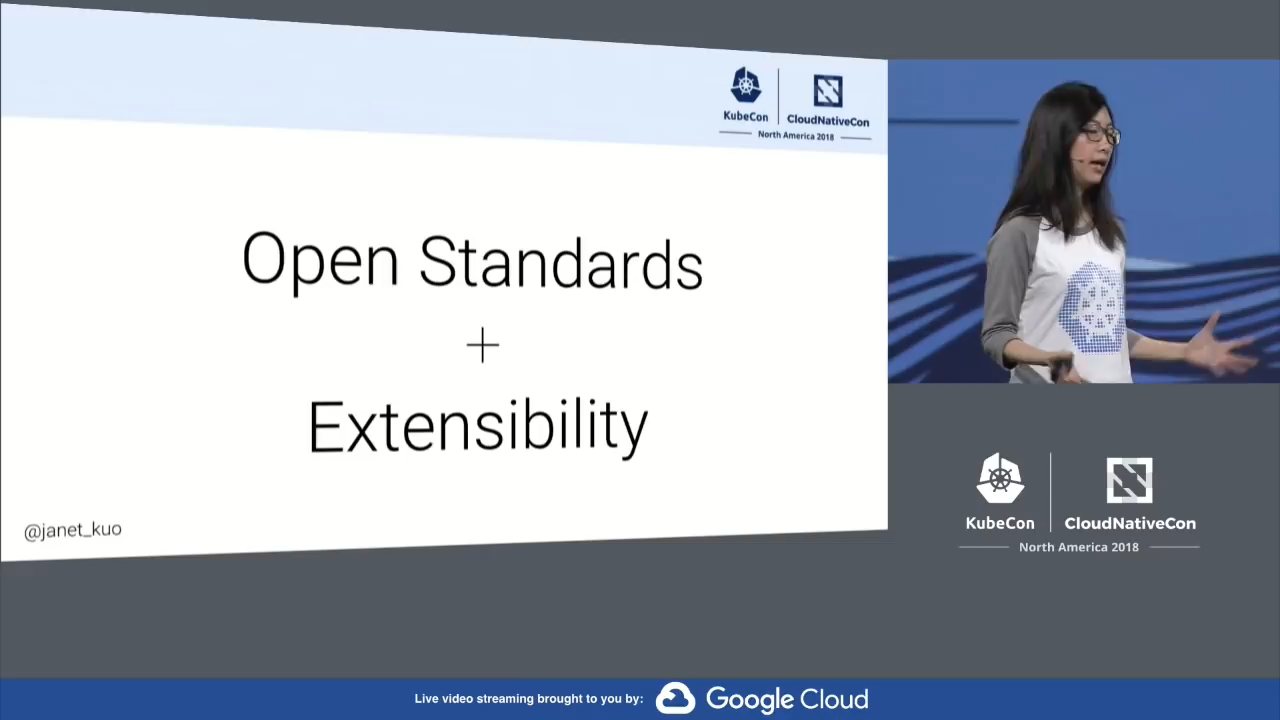 KubeCon
CloudNativeCon
North America 2018
Open Standards
+
Extensibility
@janet_kuo
KubeCon
CloudNativeCon
North America 2018
Live video streaming brought to you by:
Google Cloud